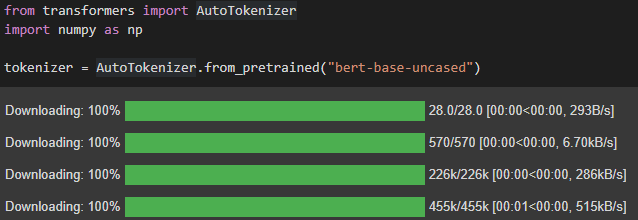 from transformers import AutoTokenizer
import numpy as np
tokenizer = AutoTokenizer.from_pretrained("bert-base-uncased")
Downloading: 100% 28.0/28.0 [00:00<00:00, 293B/s]
Downloading: 100% 570/570 [00:00<00:00, 6.70kB/s]
Downloading: 100% 226k/226k [00:00<00:00, 286kB/s]
Downloading: 100% 455k/455k [00:01<00:00, 515kB/s]